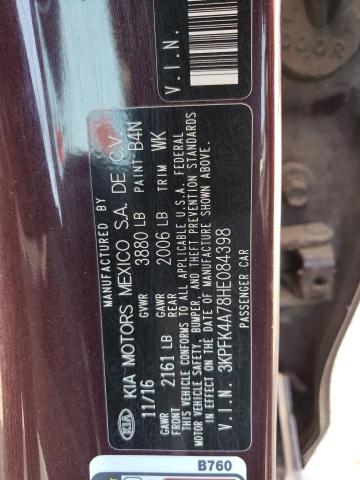 V.I.N.
MANUFACTURED BY
KIA MOTORS MEXICO S.A. DE C.V.
11/16 GVWR 3880 LB PAINT B4N
GAWR FRONT 2161 LB GAWR REAR 2006 LB TRIM WK
THIS VEHICLE CONFORMS TO ALL APPLICABLE U.S.A. FEDERAL
MOTOR VEHICLE SAFETY, BUMPER, AND THEFT PREVENTION STANDARDS
IN EFFECT ON THE DATE OF MANUFACTURE SHOWN ABOVE.
V.I.N. 3KPFK4A78HE084398
PASSENGER CAR
KIA
B760
DOOR